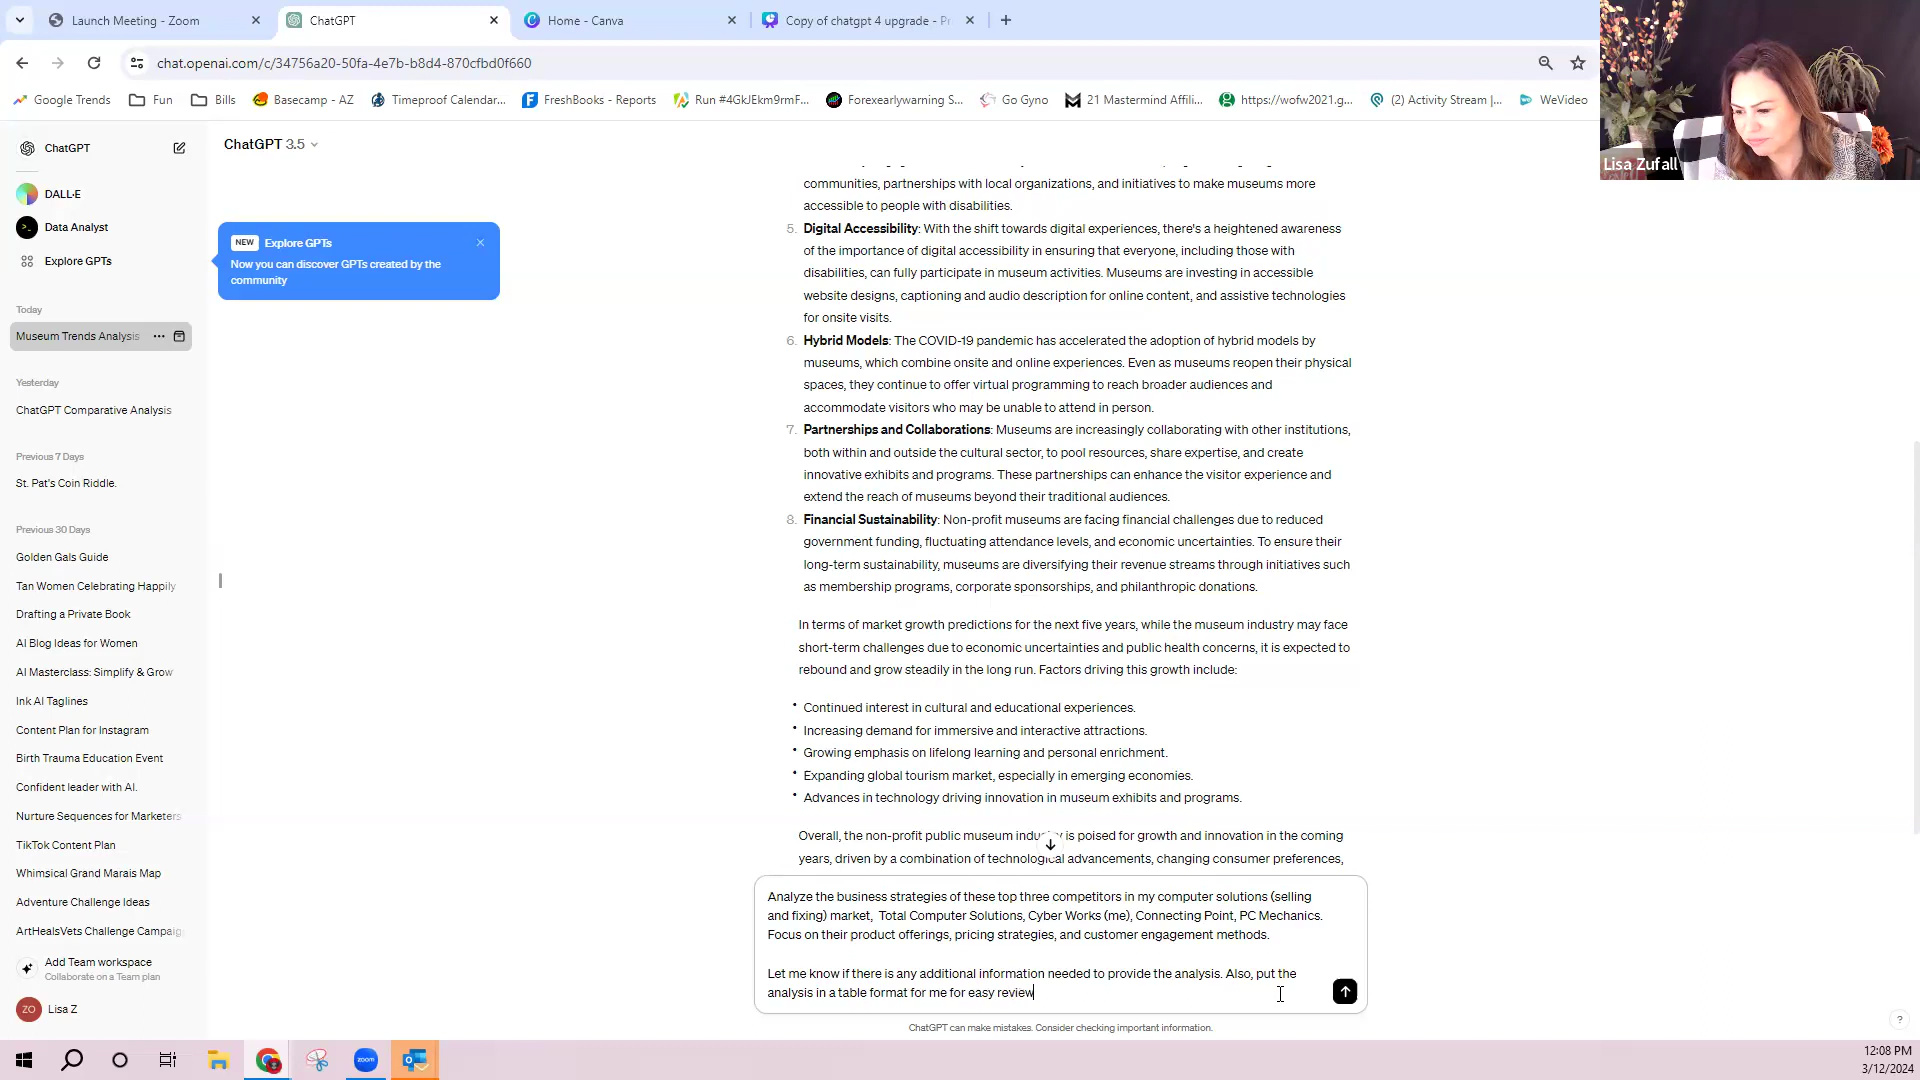 Launch Meeting - Zoom
ChatGPT
Home - Canva
Copy of chatgpt 4 upgrade - Pr
chat.openai.com/c/34756a20-50fa-4e7b-b8d4-870cfbd0f660
Google Trends
Fun
Bills
Basecamp - AZ
Timeproof Calendar...
FreshBooks - Reports
Run #4GkJEkm9rmF...
Forexearlywarning S...
Go Gyno
21 Mastermind Affili...
https://wofw2021.g...
(2) Activity Stream |...
WeVideo
Lisa Zufall
ChatGPT
DALL·E
Data Analyst
Explore GPTs
Today
Museum Trends Analysis
Yesterday
ChatGPT Comparative Analysis
Previous 7 Days
St. Pat's Coin Riddle.
Previous 30 Days
Golden Gals Guide
Tan Women Celebrating Happily
Drafting a Private Book
AI Blog Ideas for Women
AI Masterclass: Simplify & Grow
Ink AI Taglines
Content Plan for Instagram
Birth Trauma Education Event
Confident leader with AI.
Nurture Sequences for Marketers
TikTok Content Plan
Whimsical Grand Marais Map
Adventure Challenge Ideas
ArtHealsVets Challenge Campaig
Add Team workspace
Collaborate on a Team plan
ZO Lisa Z
ChatGPT 3.5
NEW Explore GPTs
Now you can discover GPTs created by the
community
communities, partnerships with local organizations, and initiatives to make museums more
accessible to people with disabilities.
5. Digital Accessibility: With the shift towards digital experiences, there's a heightened awareness
of the importance of digital accessibility in ensuring that everyone, including those with
disabilities, can fully participate in museum activities. Museums are investing in accessible
website designs, captioning and audio description for online content, and assistive technologies
for onsite visits.
6. Hybrid Models: The COVID-19 pandemic has accelerated the adoption of hybrid models by
museums, which combine onsite and online experiences. Even as museums reopen their physical
spaces, they continue to offer virtual programming to reach broader audiences and
accommodate visitors who may be unable to attend in person.
7. Partnerships and Collaborations: Museums are increasingly collaborating with other institutions,
both within and outside the cultural sector, to pool resources, share expertise, and create
innovative exhibits and programs. These partnerships can enhance the visitor experience and
extend the reach of museums beyond their traditional audiences.
8. Financial Sustainability: Non-profit museums are facing financial challenges due to reduced
government funding, fluctuating attendance levels, and economic uncertainties. To ensure their
long-term sustainability, museums are diversifying their revenue streams through initiatives such
as membership programs, corporate sponsorships, and philanthropic donations.
In terms of market growth predictions for the next five years, while the museum industry may face
short-term challenges due to economic uncertainties and public health concerns, it is expected to
rebound and grow steadily in the long run. Factors driving this growth include:
• Continued interest in cultural and educational experiences.
• Increasing demand for immersive and interactive attractions.
• Growing emphasis on lifelong learning and personal enrichment.
• Expanding global tourism market, especially in emerging economies.
• Advances in technology driving innovation in museum exhibits and programs.
Overall, the non-profit public museum industry is poised for growth and innovation in the coming
years, driven by a combination of technological advancements, changing consumer preferences,
Analyze the business strategies of these top three competitors in my computer solutions (selling
and fixing) market, Total Computer Solutions, Cyber Works (me), Connecting Point, PC Mechanics.
Focus on their product offerings, pricing strategies, and customer engagement methods.
Let me know if there is any additional information needed to provide the analysis. Also, put the
analysis in a table format for me for easy review
ChatGPT can make mistakes. Consider checking important information.
?
zoom
12:08 PM
3/12/2024